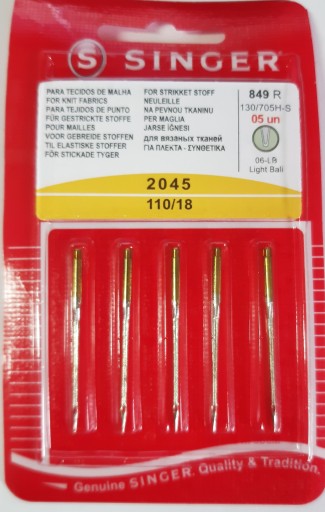 S SINGER
PARA TECIDOS DE MALHA
FOR KNIT FABRICS
PARA TEJIDOS DE PUNTO
FÜR GESTRICKTE STOFFE
POUR MAILLES
VOOR GEBREIDE STOFFEN
TIL ELASTISKE STOFFER
FÖR STICKADE TYGER
FOR STRIKKET STOFF
NEULEILLE
NA PEVNOU TKANINU
PER MAGLIA
JARSE IĞNESI
для вязаных тканей
ΓΙΑ ΠΛΕΚΤΑ - ΣΥΝΘΕΤΙΚΑ
849 R
130/705H-S
05 un
06-LB
Light Ball
2045
110/18
Genuine SINGER. Quality & Tradition.